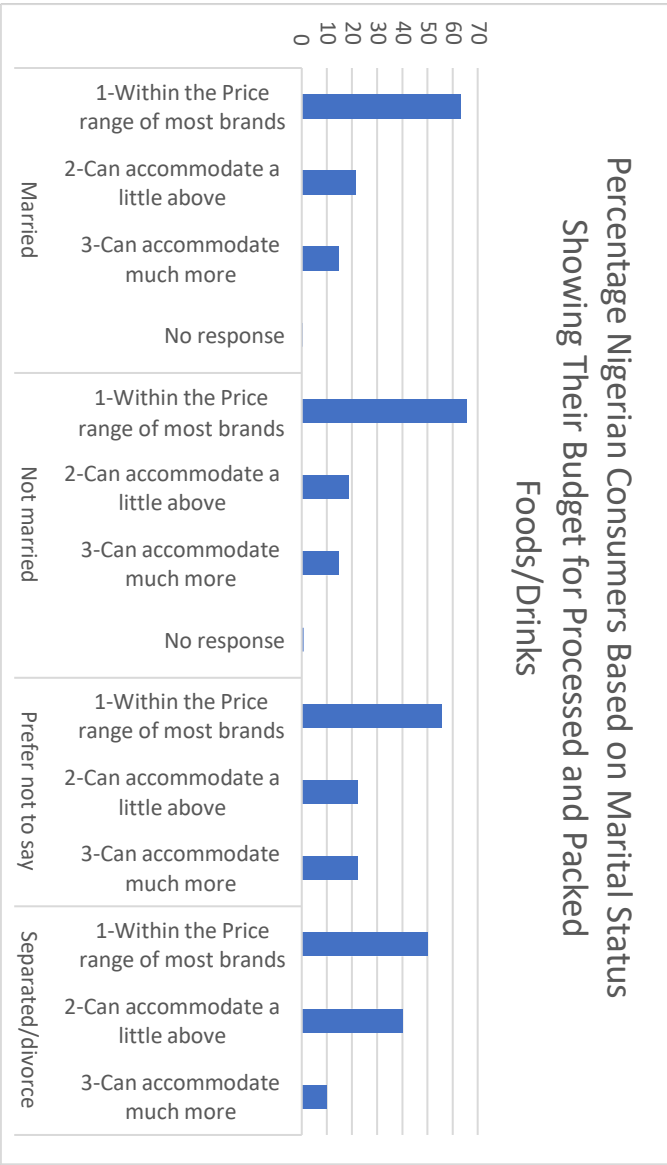 Percentage Nigerian Consumers Based on Marital Status
Showing Their Budget for Processed and Packed
Foods/Drinks
70
60
50
40
30
20
10
0
1-Within the Price
range of most brands
2-Can accommodate a
little above
3-Can accommodate
much more
No response
1-Within the Price
range of most brands
2-Can accommodate a
little above
3-Can accommodate
much more
No response
1-Within the Price
range of most brands
2-Can accommodate a
little above
3-Can accommodate
much more
1-Within the Price
range of most brands
2-Can accommodate a
little above
3-Can accommodate
much more
Married
Not married
Prefer not to say
Separated/divorce